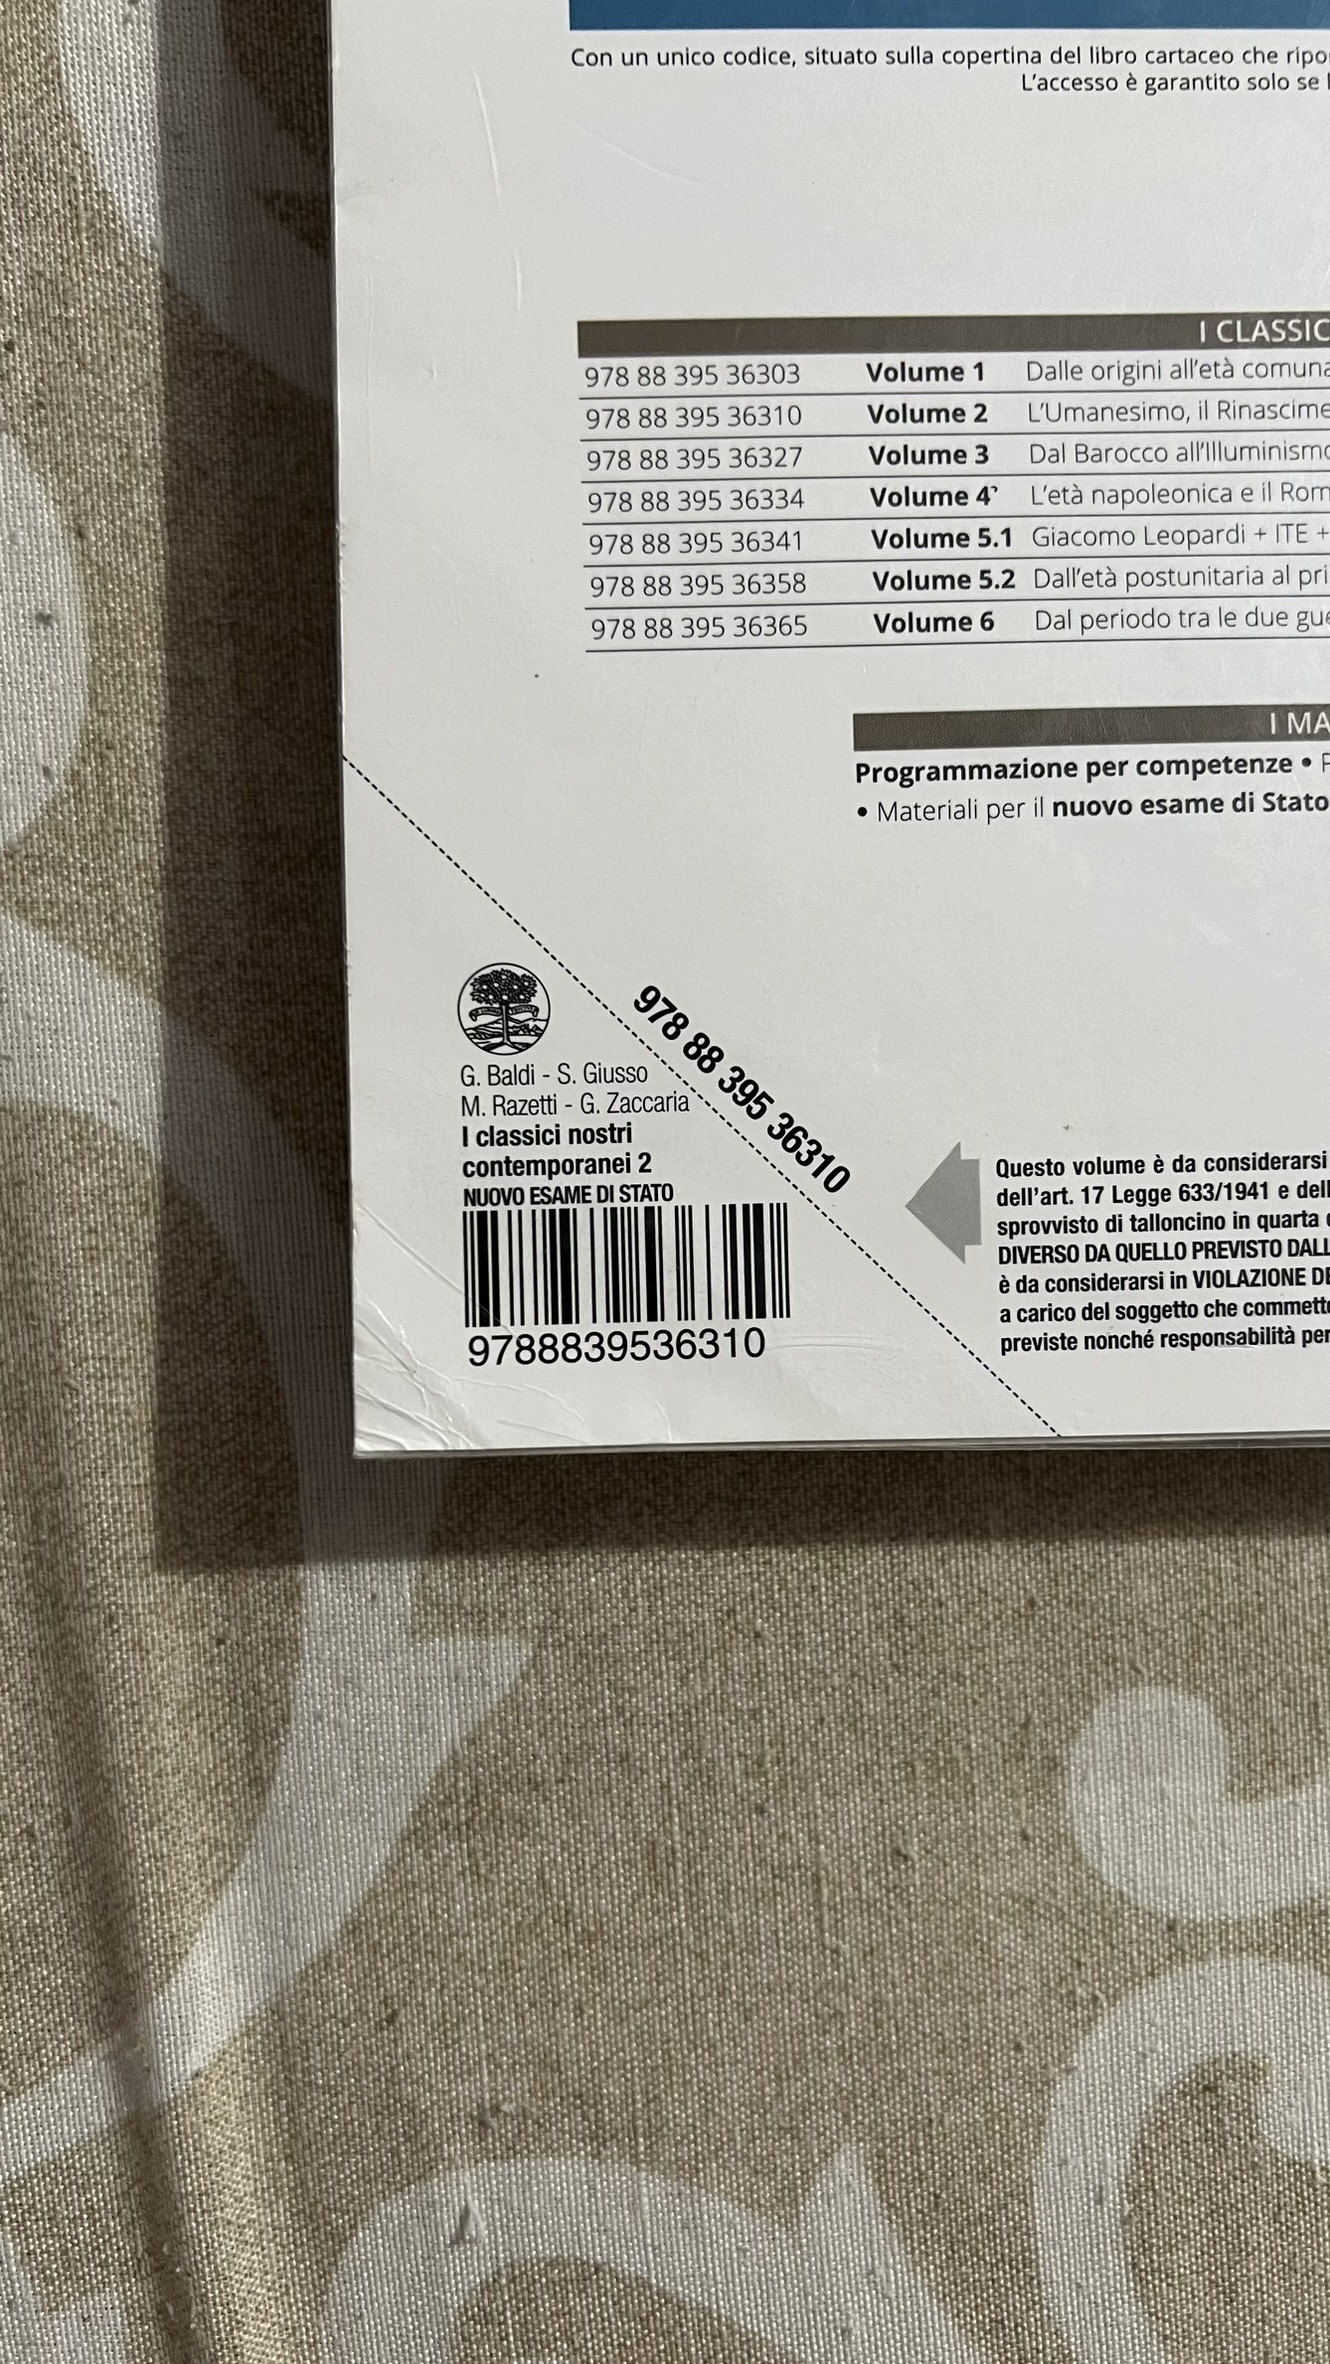 Con un unico codice, situato sulla copertina del libro cartaceo che ripo
L'accesso è garantito solo se l
I CLASSIC
978 88 395 36303 Volume 1 Dalle origini all'età comuna
978 88 395 36310 Volume 2 L'Umanesimo, il Rinascime
978 88 395 36327 Volume 3 Dal Barocco all'Illuminismo
978 88 395 36334 Volume 4 L'età napoleonica e il Rom
978 88 395 36341 Volume 5.1 Giacomo Leopardi + ITE +
978 88 395 36358 Volume 5.2 Dall'età postunitaria al pri
978 88 395 36365 Volume 6 Dal periodo tra le due gue
I MA
Programmazione per competenze • P
• Materiali per il nuovo esame di Stato
978 88 395 36310
G. Baldi - S. Giusso
M. Razetti - G. Zaccaria
I classici nostri
contemporanei 2
NUOVO ESAME DI STATO
9788839536310
Questo volume è da considerarsi
dell'art. 17 Legge 633/1941 e dell
sprovvisto di talloncino in quarta
DIVERSO DA QUELLO PREVISTO DALL
è da considerarsi in VIOLAZIONE DE
a carico del soggetto che commette
previste nonché responsabilità per